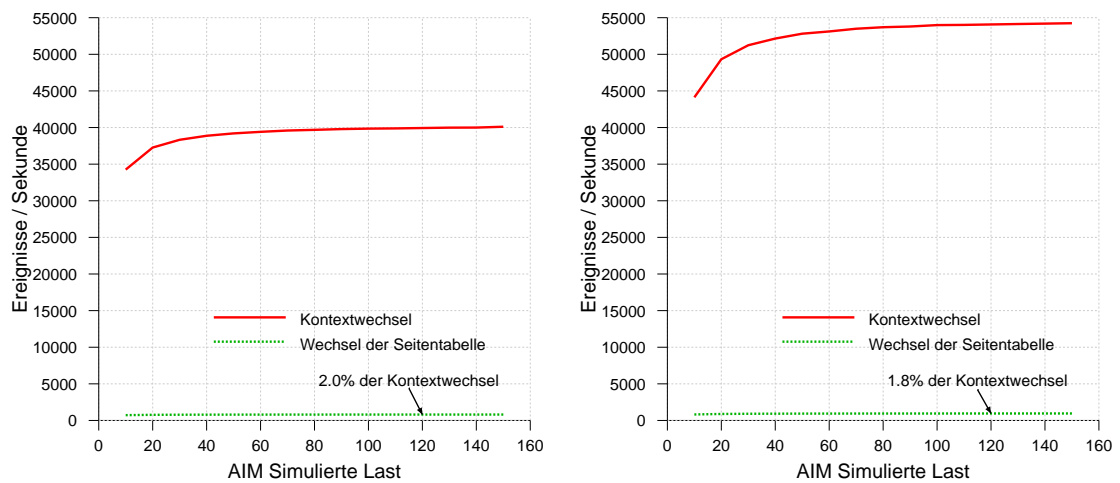 55000
50000
45000
40000
35000
30000
25000
20000
15000
10000
5000
0
Ereignisse / Sekunde
Kontextwechsel
Wechsel der Seitentabelle
2.0% der Kontextwechsel
0 20 40 60 80 100 120 140 160
AIM Simulierte Last
55000
50000
45000
40000
35000
30000
25000
20000
15000
10000
5000
0
Ereignisse / Sekunde
Kontextwechsel
Wechsel der Seitentabelle
1.8% der Kontextwechsel
0 20 40 60 80 100 120 140 160
AIM Simulierte Last